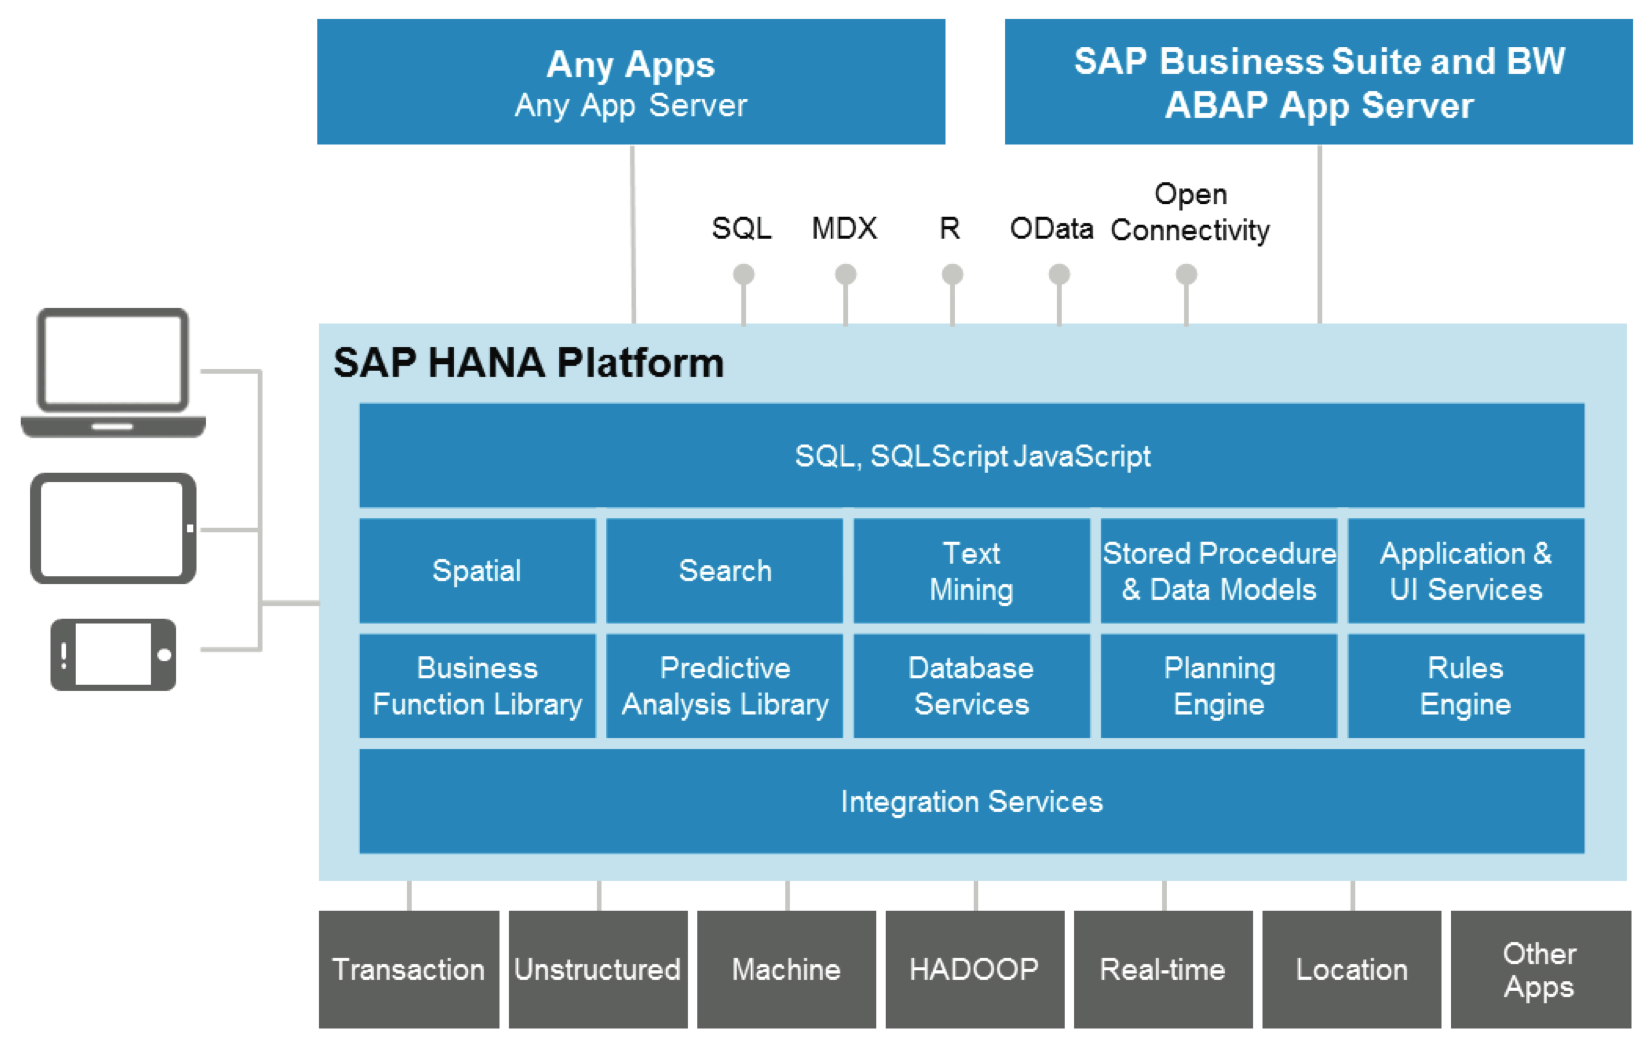 Any Apps
Any App Server
SAP Business Suite and BW
ABAP App Server
SQL
MDX
R
OData
Open
Connectivity
SAP HANA Platform
SQL, SQLScript JavaScript
Spatial
Search
Text
Mining
Stored Procedure
& Data Models
Application &
UI Services
Business
Function Library
Predictive
Analysis Library
Database
Services
Planning
Engine
Rules
Engine
Integration Services
Transaction
Unstructured
Machine
HADOOP
Real-time
Location
Other
Apps